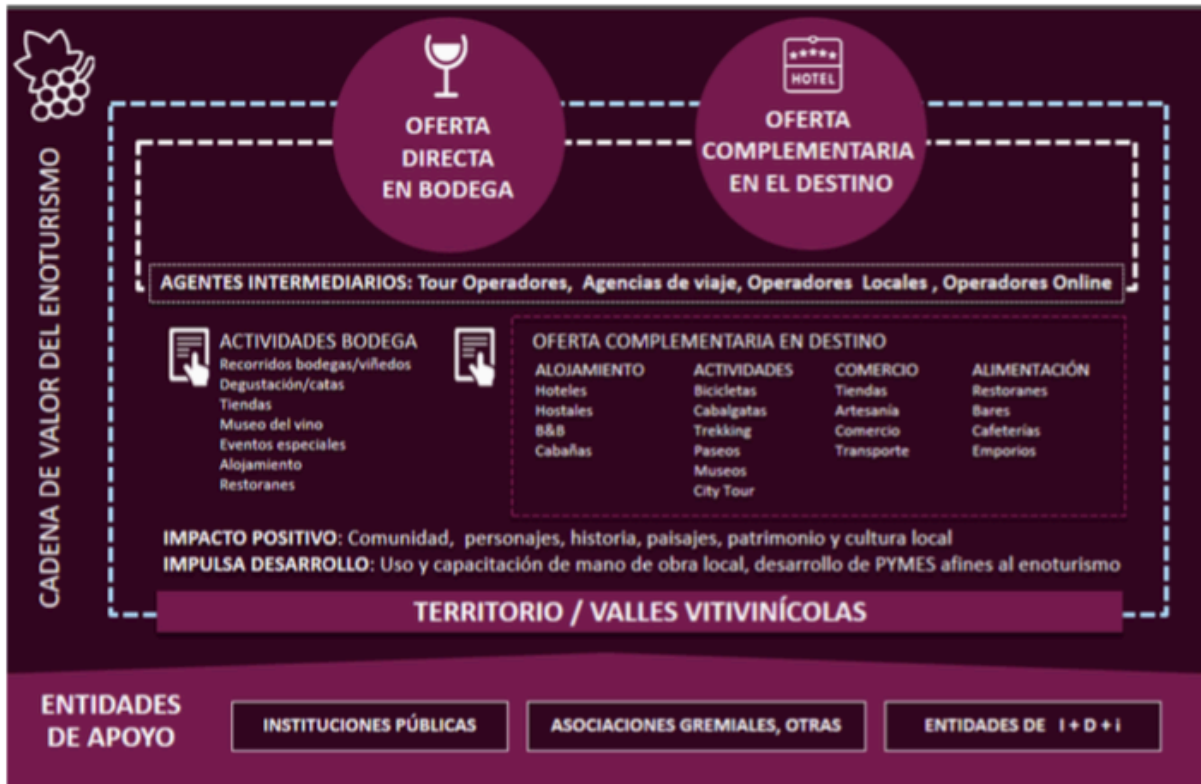 CADENA DE VALOR DEL ENOTURISMO
OFERTA
DIRECTA
EN BODEGA
HOTEL
OFERTA
COMPLEMENTARIA
EN EL DESTINO
AGENTES INTERMEDIARIOS: Tour Operadores, Agencias de viaje, Operadores Locales , Operadores Online
ACTIVIDADES BODEGA
Recorridos bodegas/viñedos
Degustación/catas
Tiendas
Museo del vino
Eventos especiales
Alojamiento
Restoranes
OFERTA COMPLEMENTARIA EN DESTINO
ALOJAMIENTO
Hoteles
Hostales
B&B
Cabañas
ACTIVIDADES
Bicicletas
Cabalgatas
Trekking
Paseos
Museos
City Tour
COMERCIO
Tiendas
Artesanía
Comercio
Transporte
ALIMENTACIÓN
Restoranes
Bares
Cafeterías
Emporios
IMPACTO POSITIVO: Comunidad, personajes, historia, paisajes, patrimonio y cultura local
IMPULSA DESARROLLO: Uso y capacitación de mano de obra local, desarrollo de PYMES afines al enoturismo
TERRITORIO / VALLES VITIVINÍCOLAS
ENTIDADES
DE APOYO
INSTITUCIONES PÚBLICAS
ASOCIACIONES GREMIALES, OTRAS
ENTIDADES DE I + D + i